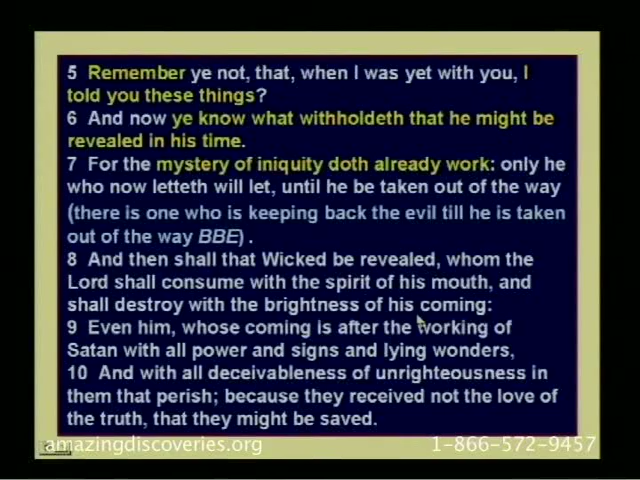 5 Remember ye not, that, when I was yet with you, I
told you these things?
6 And now ye know what withholdeth that he might be
revealed in his time.
7 For the mystery of iniquity doth already work: only he
who now letteth will let, until he be taken out of the way
(there is one who is keeping back the evil till he is taken
out of the way BBE) .
8 And then shall that Wicked be revealed, whom the
Lord shall consume with the spirit of his mouth, and
shall destroy with the brightness of his coming:
9 Even him, whose coming is after the working of
Satan with all power and signs and lying wonders,
10 And with all deceivableness of unrighteousness in
them that perish; because they received not the love of
the truth, that they might be saved.
amazingdiscoveries.org 1-866-572-9457